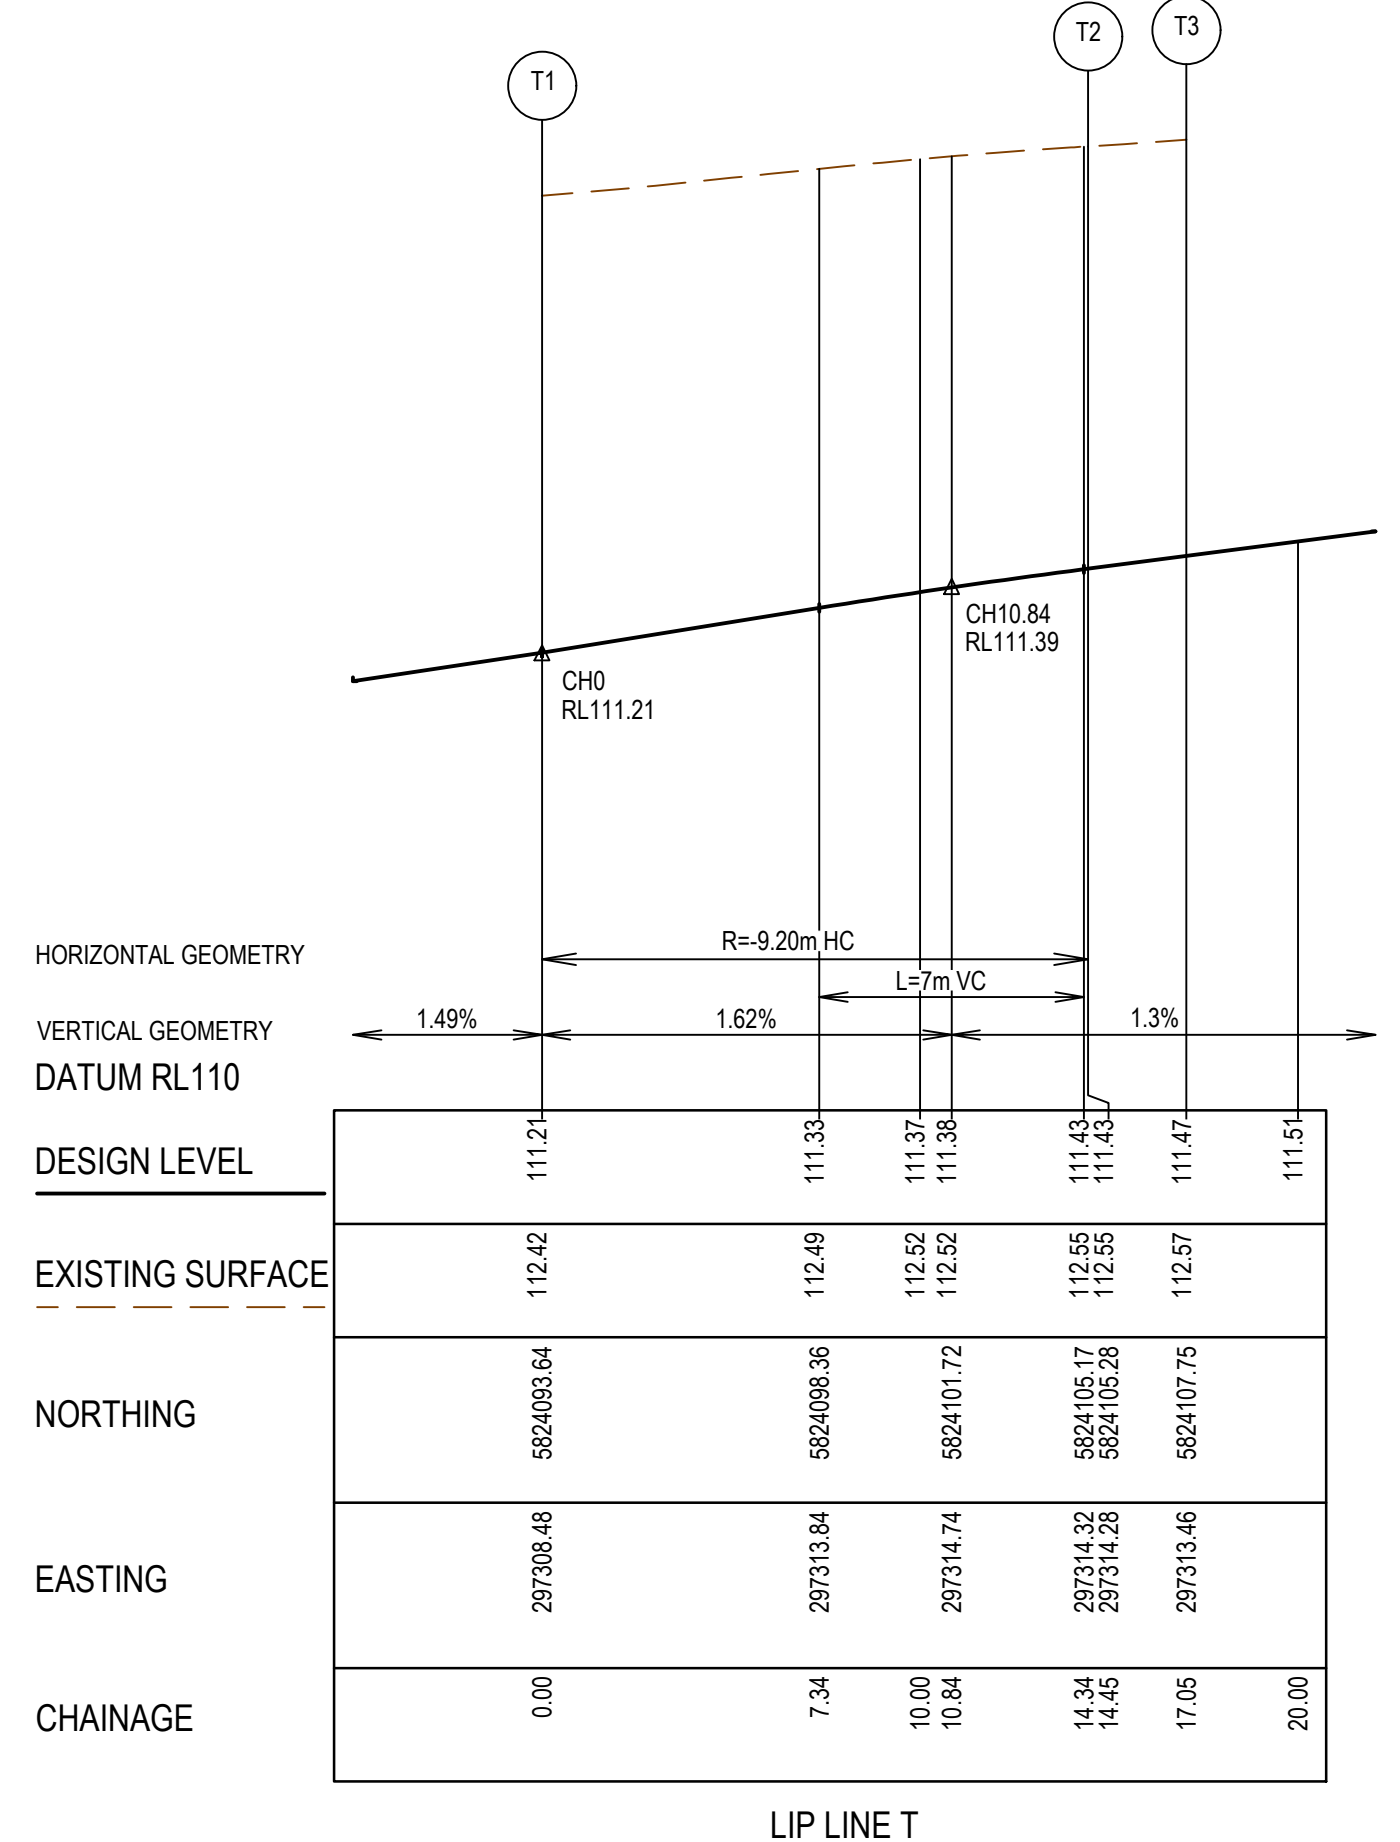 T1
T2
T3
CH10.84
RL111.39
CH0
RL111.21
HORIZONTAL GEOMETRY
R=-9.20m HC
L=7m VC
VERTICAL GEOMETRY
1.49%
1.62%
1.3%
DATUM RL110
DESIGN LEVEL
111.21
111.33
111.37
111.38
111.43
111.43
111.47
111.51
EXISTING SURFACE
112.42
112.49
112.52
112.52
112.55
112.55
112.57
NORTHING
5824093.64
5824098.36
5824101.72
5824105.17
5824105.28
5824107.75
EASTING
297308.48
297313.84
297314.74
297314.32
297314.28
297313.46
CHAINAGE
0.00
7.34
10.00
10.84
14.34
14.45
17.05
20.00
LIP LINE T